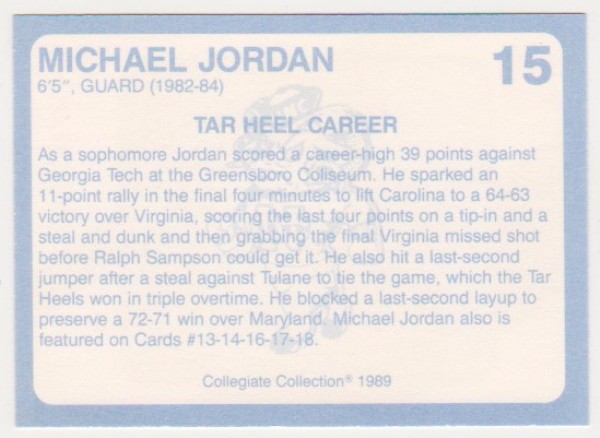 MICHAEL JORDAN 15
6'5", GUARD (1982-84)
TAR HEEL CAREER
As a sophomore Jordan scored a career-high 39 points against
Georgia Tech at the Greensboro Coliseum. He sparked an
11-point rally in the final four minutes to lift Carolina to a 64-63
victory over Virginia, scoring the last four points on a tip-in and a
steal and dunk and then grabbing the final Virginia missed shot
before Ralph Sampson could get it. He also hit a last-second
jumper after a steal against Tulane to tie the game, which the Tar
Heels won in triple overtime. He blocked a last-second layup to
preserve a 72-71 win over Maryland. Michael Jordan also is
featured on Cards #13-14-16-17-18.
Collegiate Collection® 1989